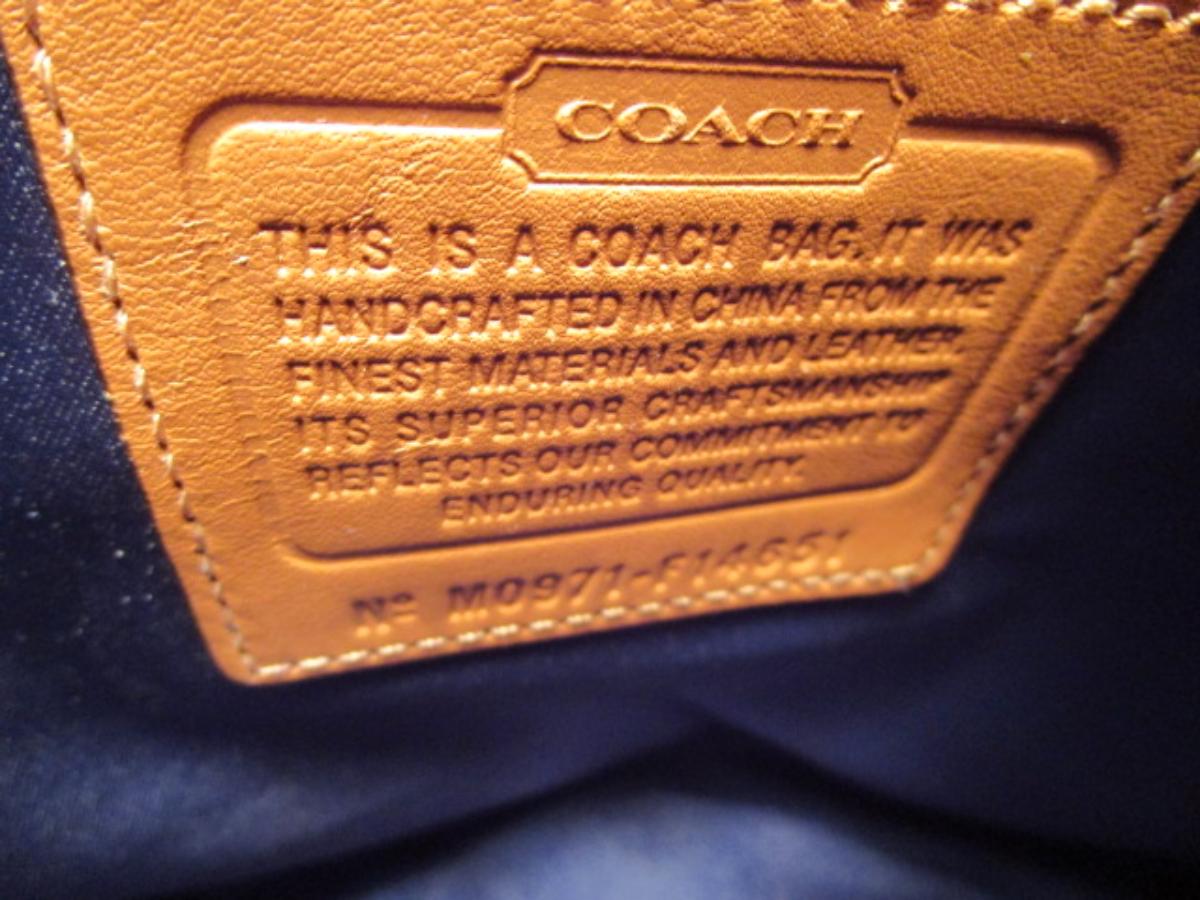 COACH
THIS IS A COACH BAG. IT WAS
HANDCRAFTED IN CHINA FROM THE
FINEST MATERIALS AND LEATHER.
ITS SUPERIOR CRAFTSMANSHIP
REFLECTS OUR COMMITMENT TO
ENDURING QUALITY.
Nº M0971-F14651